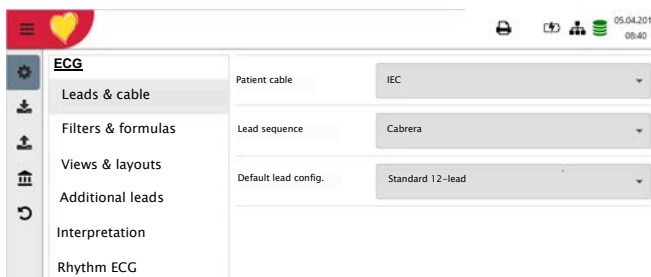 05.04.201
08:40
ECG
Leads & cable
Filters & formulas
Views & layouts
Additional leads
Interpretation
Rhythm ECG
Patient cable
IEC
Lead sequence
Cabrera
Default lead config.
Standard 12-lead